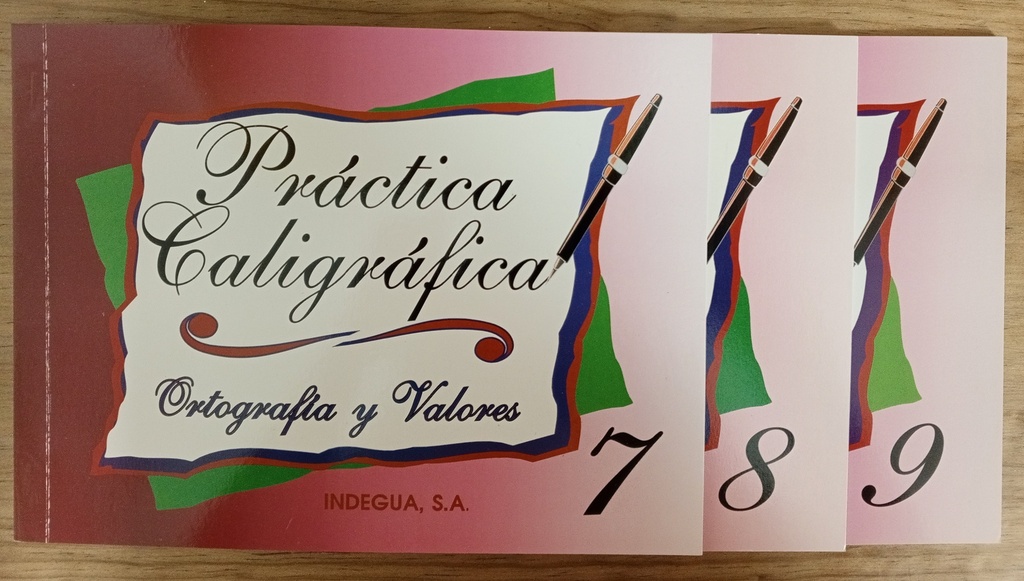 Práctica
Caligráfica
Ortografía y Valores
INDEGUA, S.A.
7
8
9